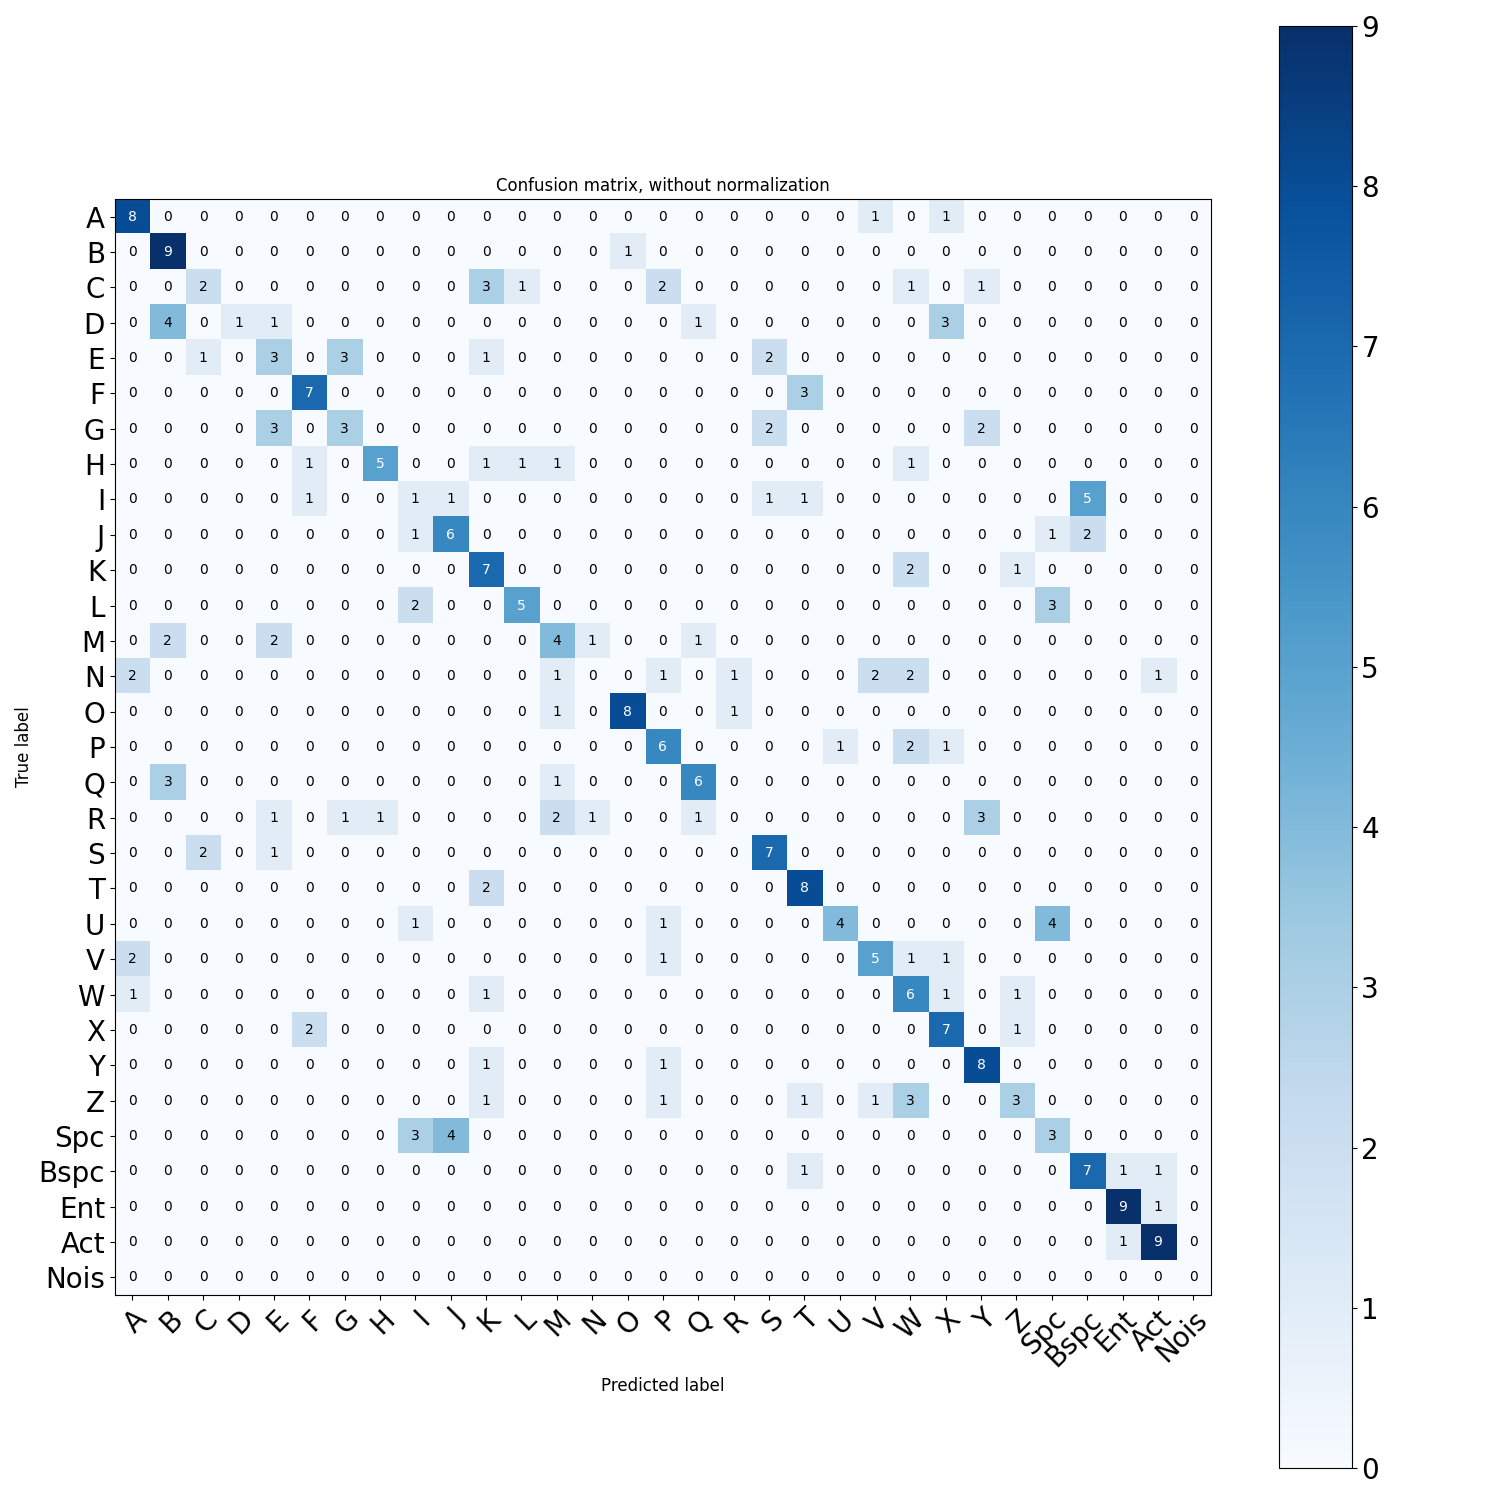 Confusion matrix, without normalization
A 8 0 0 0 0 0 0 0 0 0 0 0 0 0 0 0 0 0 0 0 0 1 0 1 0 0 0 0 0 0 0
B 0 9 0 0 0 0 0 0 0 0 0 0 0 0 1 0 0 0 0 0 0 0 0 0 0 0 0 0 0 0 0
C 0 0 2 0 0 0 0 0 0 0 3 1 0 0 0 2 0 0 0 0 0 0 1 0 1 0 0 0 0 0 0
D 0 4 0 1 1 0 0 0 0 0 0 0 0 0 0 0 1 0 0 0 0 0 0 3 0 0 0 0 0 0 0
E 0 0 1 0 3 0 3 0 0 0 1 0 0 0 0 0 0 0 2 0 0 0 0 0 0 0 0 0 0 0 0
F 0 0 0 0 0 7 0 0 0 0 0 0 0 0 0 0 0 0 0 3 0 0 0 0 0 0 0 0 0 0 0
G 0 0 0 0 3 0 3 0 0 0 0 0 0 0 0 0 0 0 2 0 0 0 0 0 2 0 0 0 0 0 0
H 0 0 0 0 0 1 0 5 0 0 1 1 1 0 0 0 0 0 0 0 0 0 1 0 0 0 0 0 0 0 0
I 0 0 0 0 0 1 0 0 1 1 0 0 0 0 0 0 0 0 1 1 0 0 0 0 0 0 0 5 0 0 0
J 0 0 0 0 0 0 0 0 1 6 0 0 0 0 0 0 0 0 0 0 0 0 0 0 0 0 1 2 0 0 0
K 0 0 0 0 0 0 0 0 0 0 7 0 0 0 0 0 0 0 0 0 0 0 2 0 0 1 0 0 0 0 0
L 0 0 0 0 0 0 0 0 2 0 0 5 0 0 0 0 0 0 0 0 0 0 0 0 0 0 3 0 0 0 0
M 0 2 0 0 2 0 0 0 0 0 0 0 4 1 0 0 1 0 0 0 0 0 0 0 0 0 0 0 0 0 0
N 2 0 0 0 0 0 0 0 0 0 0 0 1 0 0 1 0 1 0 0 0 2 2 0 0 0 0 0 0 1 0
O 0 0 0 0 0 0 0 0 0 0 0 0 1 0 8 0 0 1 0 0 0 0 0 0 0 0 0 0 0 0 0
P 0 0 0 0 0 0 0 0 0 0 0 0 0 0 0 6 0 0 0 0 1 0 2 1 0 0 0 0 0 0 0
Q 0 3 0 0 0 0 0 0 0 0 0 0 1 0 0 0 6 0 0 0 0 0 0 0 0 0 0 0 0 0 0
R 0 0 0 0 1 0 1 1 0 0 0 0 2 1 0 0 1 0 0 0 0 0 0 0 3 0 0 0 0 0 0
S 0 0 2 0 1 0 0 0 0 0 0 0 0 0 0 0 0 0 7 0 0 0 0 0 0 0 0 0 0 0 0
T 0 0 0 0 0 0 0 0 0 0 2 0 0 0 0 0 0 0 0 8 0 0 0 0 0 0 0 0 0 0 0
U 0 0 0 0 0 0 0 0 1 0 0 0 0 0 0 1 0 0 0 0 4 0 0 0 0 0 4 0 0 0 0
V 2 0 0 0 0 0 0 0 0 0 0 0 0 0 0 1 0 0 0 0 0 5 1 1 0 0 0 0 0 0 0
W 1 0 0 0 0 0 0 0 0 0 1 0 0 0 0 0 0 0 0 0 0 0 6 1 0 1 0 0 0 0 0
X 0 0 0 0 0 2 0 0 0 0 0 0 0 0 0 0 0 0 0 0 0 0 0 7 0 1 0 0 0 0 0
Y 0 0 0 0 0 0 0 0 0 0 1 0 0 0 0 1 0 0 0 0 0 0 0 0 8 0 0 0 0 0 0
Z 0 0 0 0 0 0 0 0 0 0 1 0 0 0 0 1 0 0 0 1 0 1 3 0 0 3 0 0 0 0 0
Spc 0 0 0 0 0 0 0 0 3 4 0 0 0 0 0 0 0 0 0 0 0 0 0 0 0 0 3 0 0 0 0
Bspc 0 0 0 0 0 0 0 0 0 0 0 0 0 0 0 0 0 0 0 1 0 0 0 0 0 0 0 7 1 1 0
Ent 0 0 0 0 0 0 0 0 0 0 0 0 0 0 0 0 0 0 0 0 0 0 0 0 0 0 0 0 9 1 0
Act 0 0 0 0 0 0 0 0 0 0 0 0 0 0 0 0 0 0 0 0 0 0 0 0 0 0 0 0 1 9 0
Nois 0 0 0 0 0 0 0 0 0 0 0 0 0 0 0 0 0 0 0 0 0 0 0 0 0 0 0 0 0 0 0
A B C D E F G H I J K L M N O P Q R S T U V W X Y Z Spc Bspc Ent Act Nois
True label
Predicted label
9
8
7
6
5
4
3
2
1
0